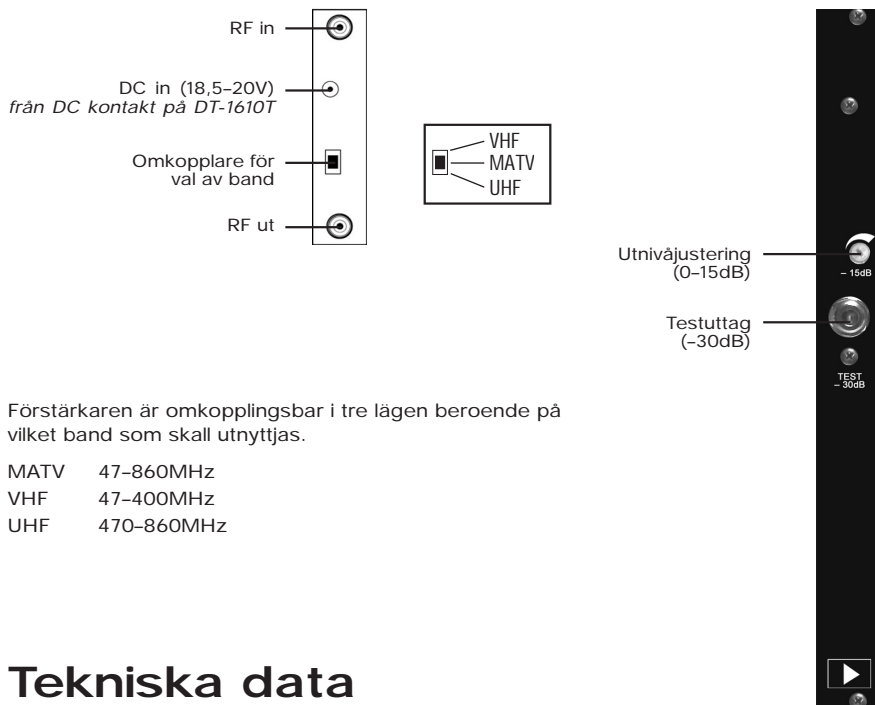 RF in
DC in (18,5–20V)
från DC kontakt på DT-1610T
Omkopplare för
val av band
RF ut
VHF
MATV
UHF
Utnivåjustering
(0–15dB)
– 15dB
Testuttag
(–30dB)
TEST
– 30dB
Förstärkaren är omkopplingsbar i tre lägen beroende på
vilket band som skall utnyttjas.
MATV 47–860MHz
VHF 47–400MHz
UHF 470–860MHz
Tekniska data